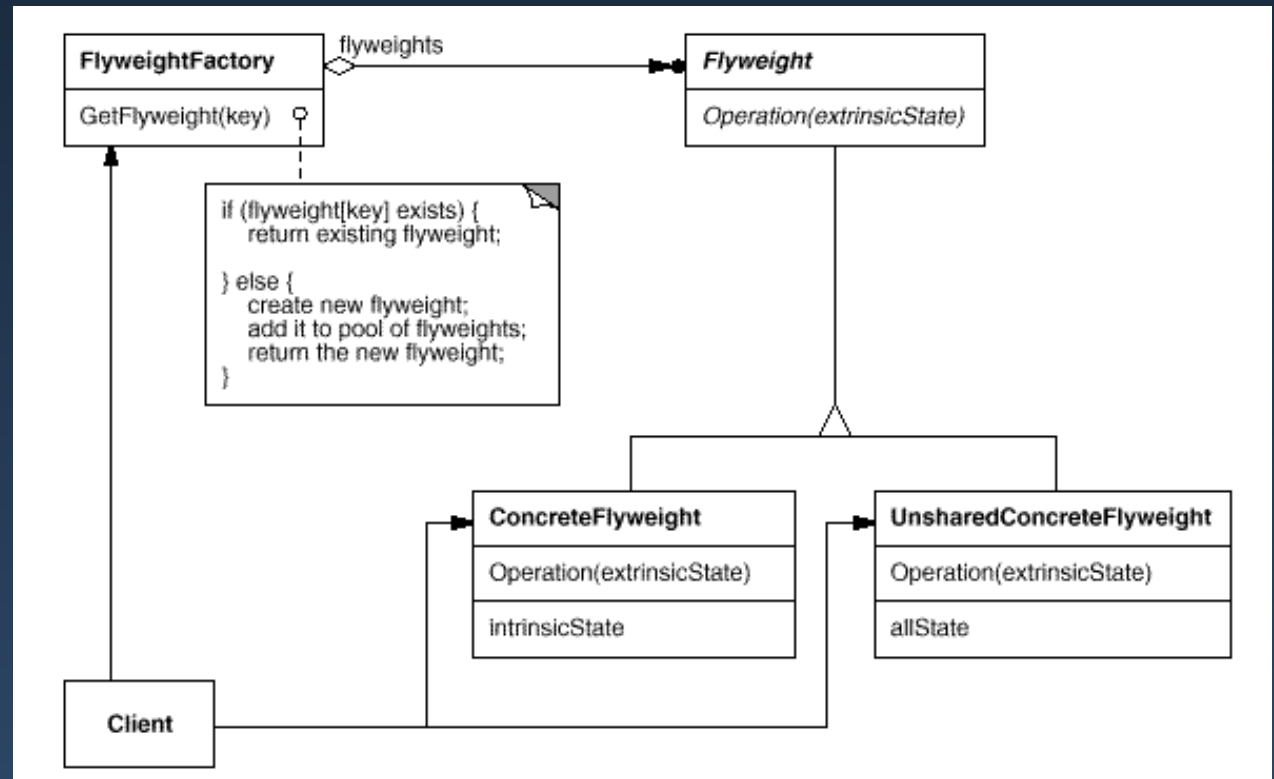 FlyweightFactory
flyweights
Flyweight
GetFlyweight(key)
Operation(extrinsicState)
if (flyweight[key] exists) {
return existing flyweight;
} else {
create new flyweight;
add it to pool of flyweights;
return the new flyweight;
}
ConcreteFlyweight
UnsharedConcreteFlyweight
Operation(extrinsicState)
Operation(extrinsicState)
intrinsicState
allState
Client